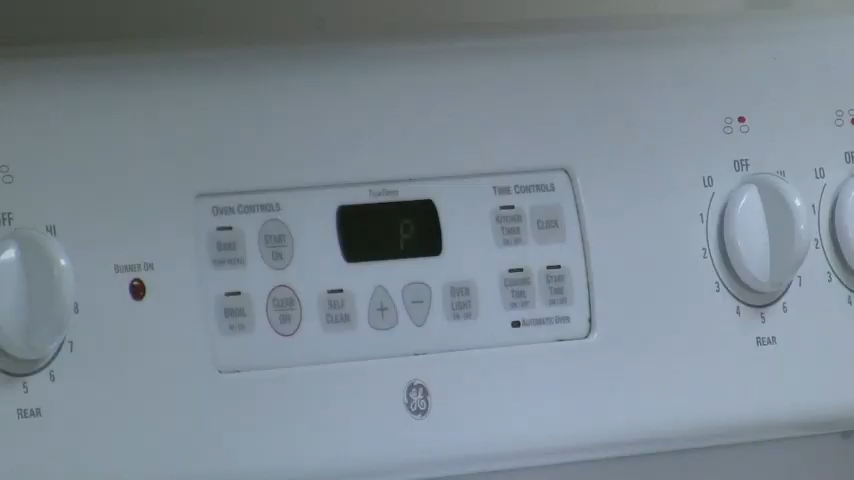 OVEN CONTROLS
BAKE
START
ON
BROIL
CLEAR
OFF
SELF
CLEAN
+
−
P
OVEN
LIGHT
TIME CONTROLS
KITCHEN
TIMER
ON / OFF
CLOCK
COOKING
TIME
START
TIME
AUTOMATIC OVEN
BURNER ON
HI
8
7
6
5
REAR
OFF
LO
1
2
3
4
5
6
7
REAR
LO
1
2
3